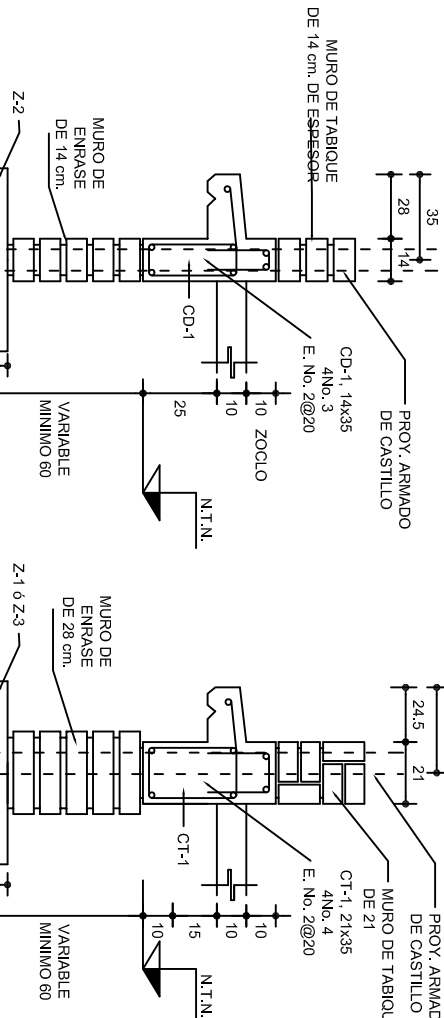 35
28
14
MURO DE TABIQUE
DE 14 cm. DE ESPESOR
PROY. ARMADO
DE CASTILLO
CD-1, 14x35
4No. 3
E. No. 2@20
ZOCLO
10
10
25
CD-1
N.T.N.
MURO DE
ENRASE
DE 14 cm.
VARIABLE
MINIMO 60
Z-2
24.5
21
PROY. ARMAD
DE CASTILLO
MURO DE TABIQU
DE 21
CT-1, 21x35
4No. 4
E. No. 2@20
10
10
15
10
CT-1
N.T.N.
MURO DE
ENRASE
DE 28 cm.
VARIABLE
MINIMO 60
Z-1 ó Z-3